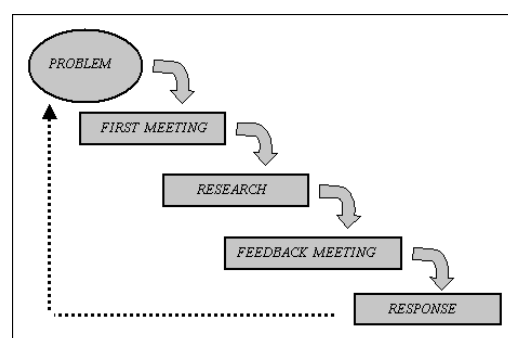 PROBLEM
FIRST MEETING
RESEARCH
FEEDBACK MEETING
RESPONSE